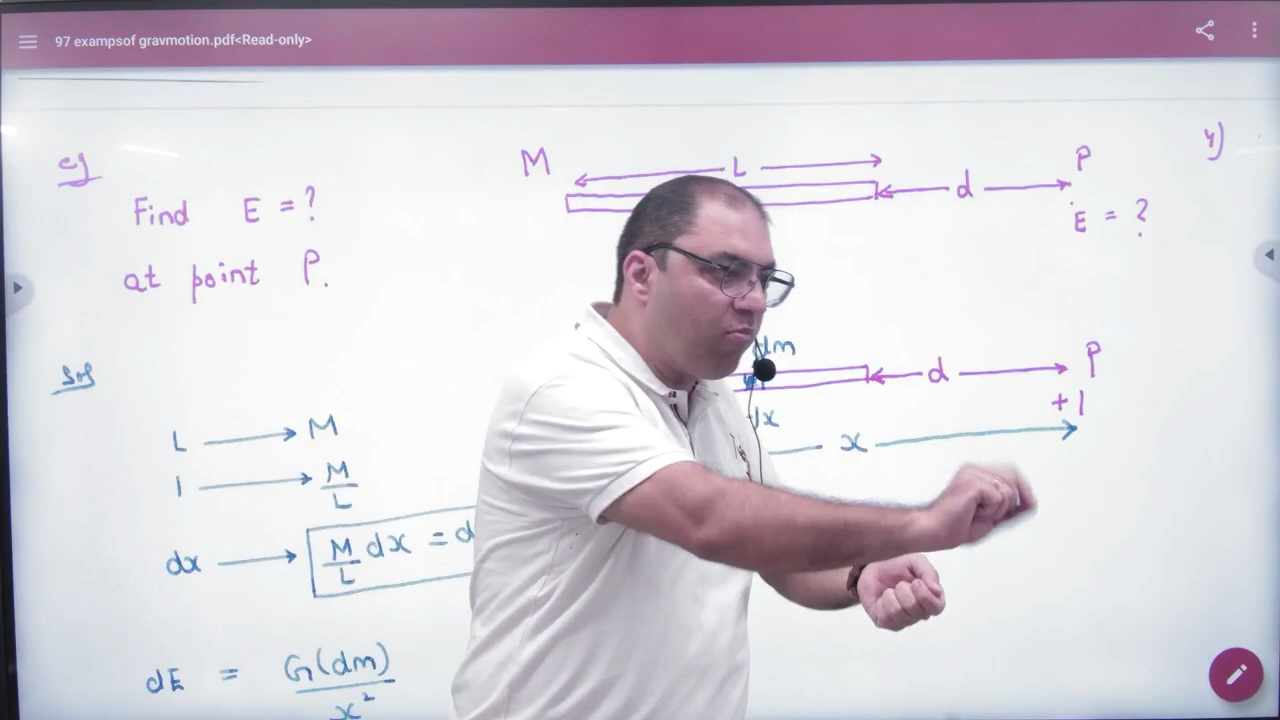 97 exampsof gravmotion.pdf<Read-only>
eg
Find E = ?
at point P.
M
L
d
P
E = ?
4)
Sol
L → M
1 → M/L
dx → M/L dx = d
dE = G(dm)/x²
dm
dx
d
P
+1
x